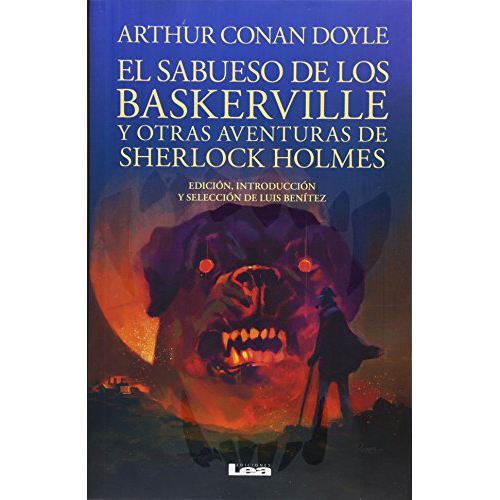 ARTHUR CONAN DOYLE
EL SABUESO DE LOS
BASKERVILLE
Y OTRAS AVENTURAS DE
SHERLOCK HOLMES
EDICIÓN, INTRODUCCIÓN
Y SELECCIÓN DE LUIS BENÍTEZ
EDICIONES
Lea